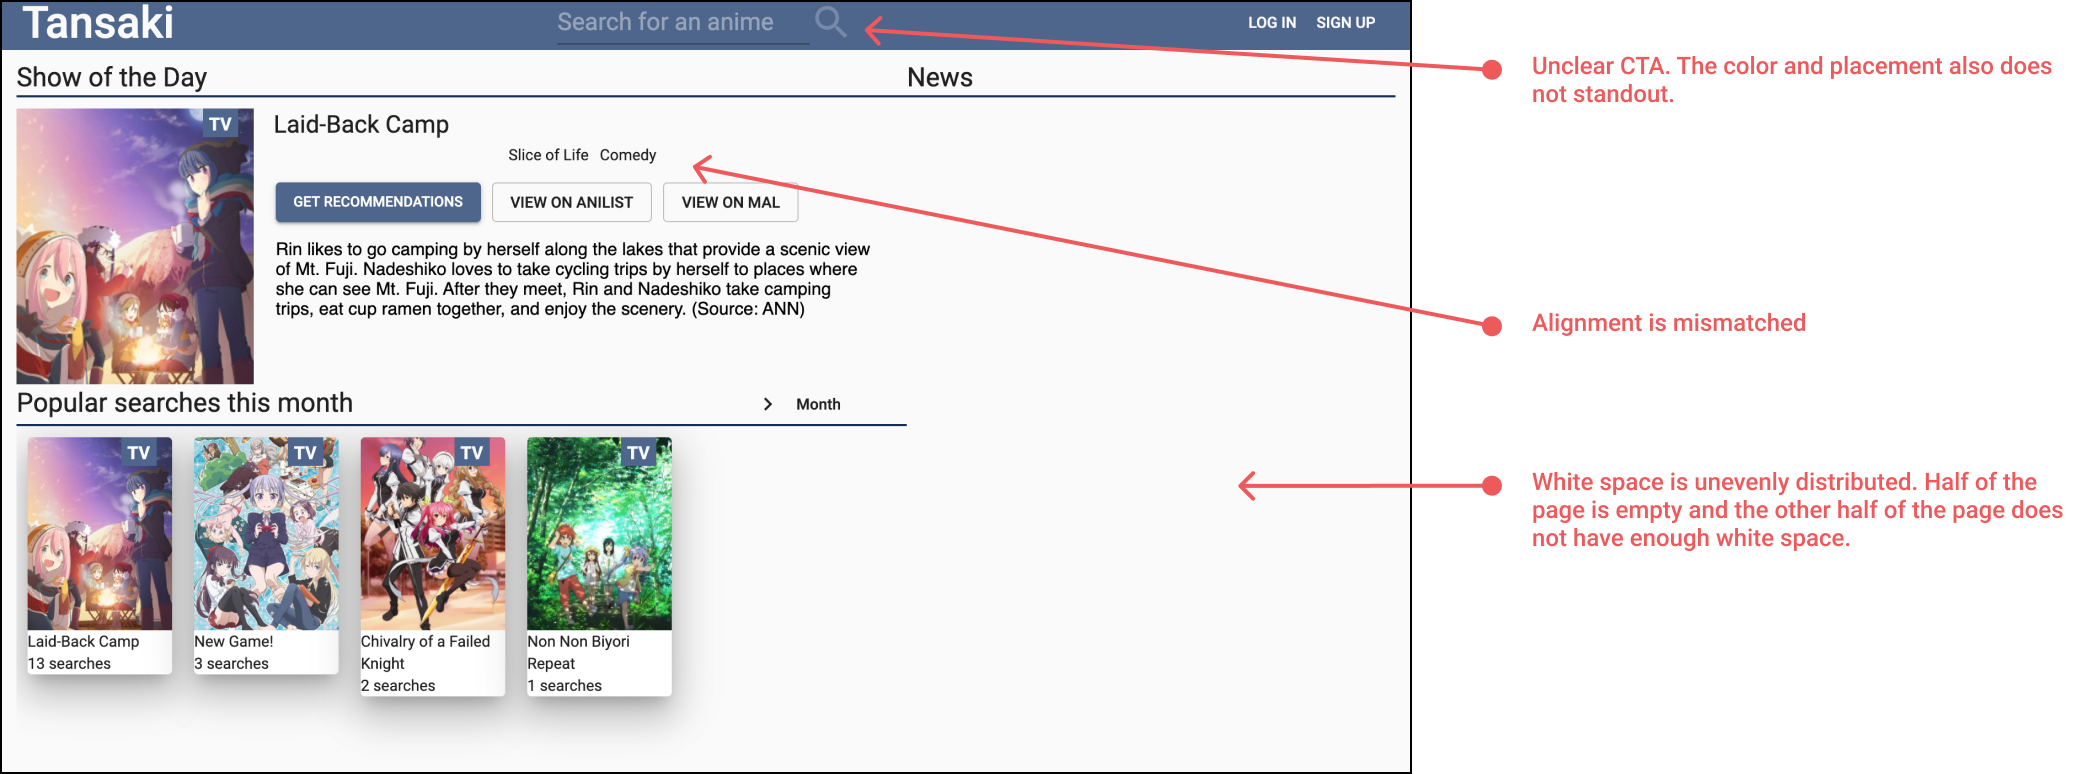 Tansaki
Search for an anime
LOG IN
SIGN UP
Show of the Day
News
TV
Laid-Back Camp
Slice of Life Comedy
GET RECOMMENDATIONS
VIEW ON ANILIST
VIEW ON MAL
Rin likes to go camping by herself along the lakes that provide a scenic view
of Mt. Fuji. Nadeshiko loves to take cycling trips by herself to places where
she can see Mt. Fuji. After they meet, Rin and Nadeshiko take camping
trips, eat cup ramen together, and enjoy the scenery. (Source: ANN)
Popular searches this month
Month
TV
Laid-Back Camp
13 searches
TV
New Game!
3 searches
TV
Chivalry of a Failed
Knight
2 searches
TV
Non Non Biyori
Repeat
1 searches
Unclear CTA. The color and placement also does
not standout.
Alignment is mismatched
White space is unevenly distributed. Half of the
page is empty and the other half of the page does
not have enough white space.